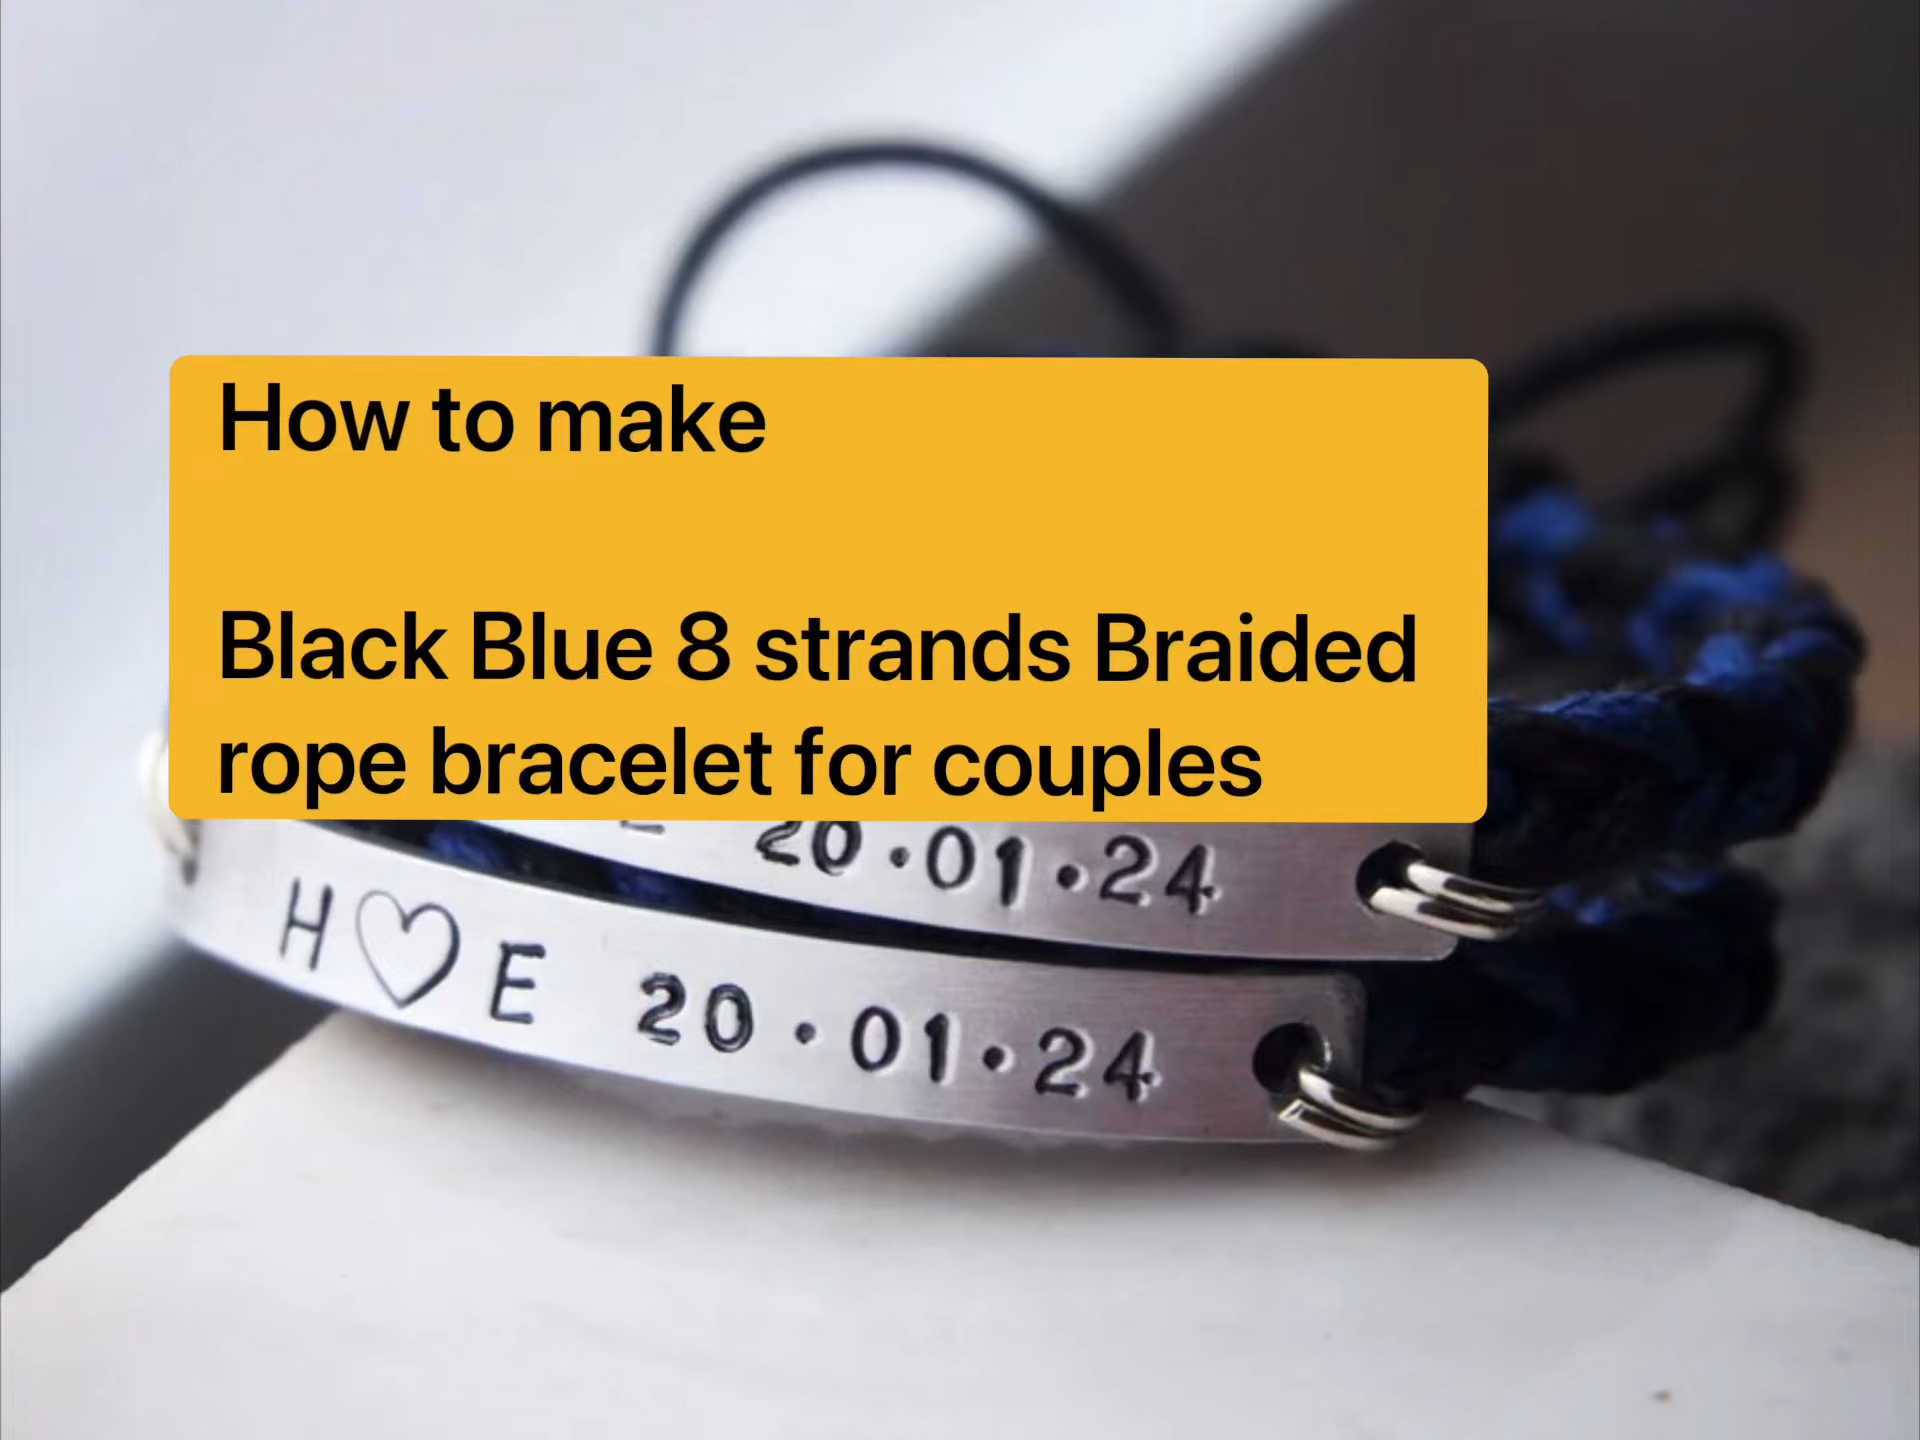 How to make
Black Blue 8 strands Braided
rope bracelet for couples
20·01·24
H♡E 20·01·24